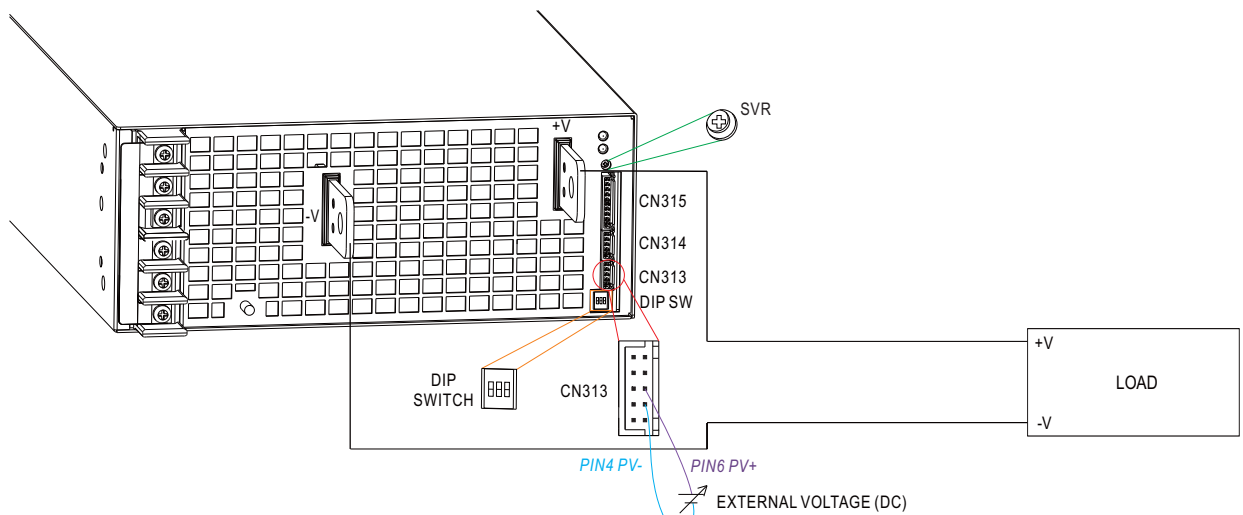 SVR
+V
CN315
-V
CN314
CN313
DIP SW
+V
LOAD
-V
DIP
SWITCH
CN313
PIN4 PV-
PIN6 PV+
EXTERNAL VOLTAGE (DC)